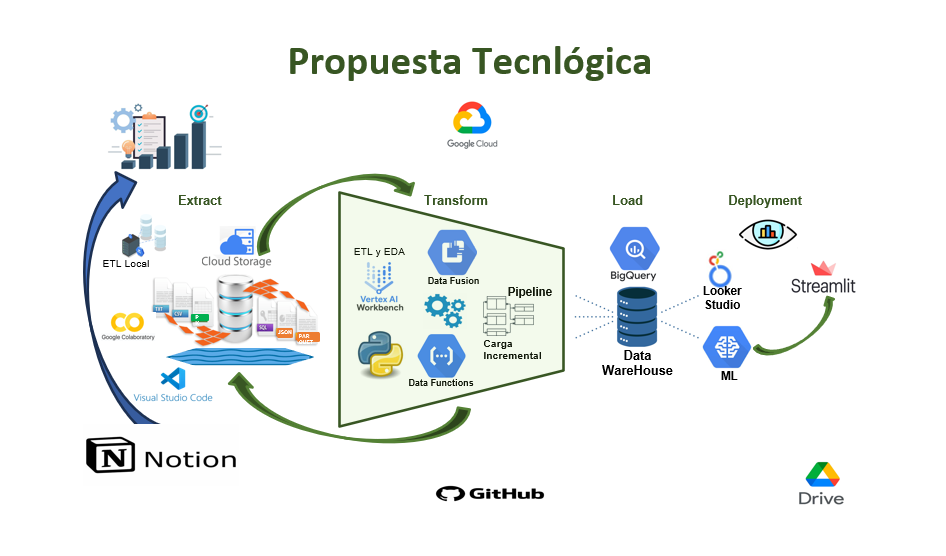 Propuesta Tecnlógica
Google Cloud
Extract
Transform
Load
Deployment
ETL Local
Cloud Storage
TXT
CSV
SQL
JSON
PAR
Google Colaboratory
Visual Studio Code
ETL y EDA
Vertex AI
Workbench
Data Fusion
Pipeline
Carga
Incremental
Data Functions
BigQuery
Data
WareHouse
Looker
Studio
Streamlit
ML
Notion
GitHub
Drive